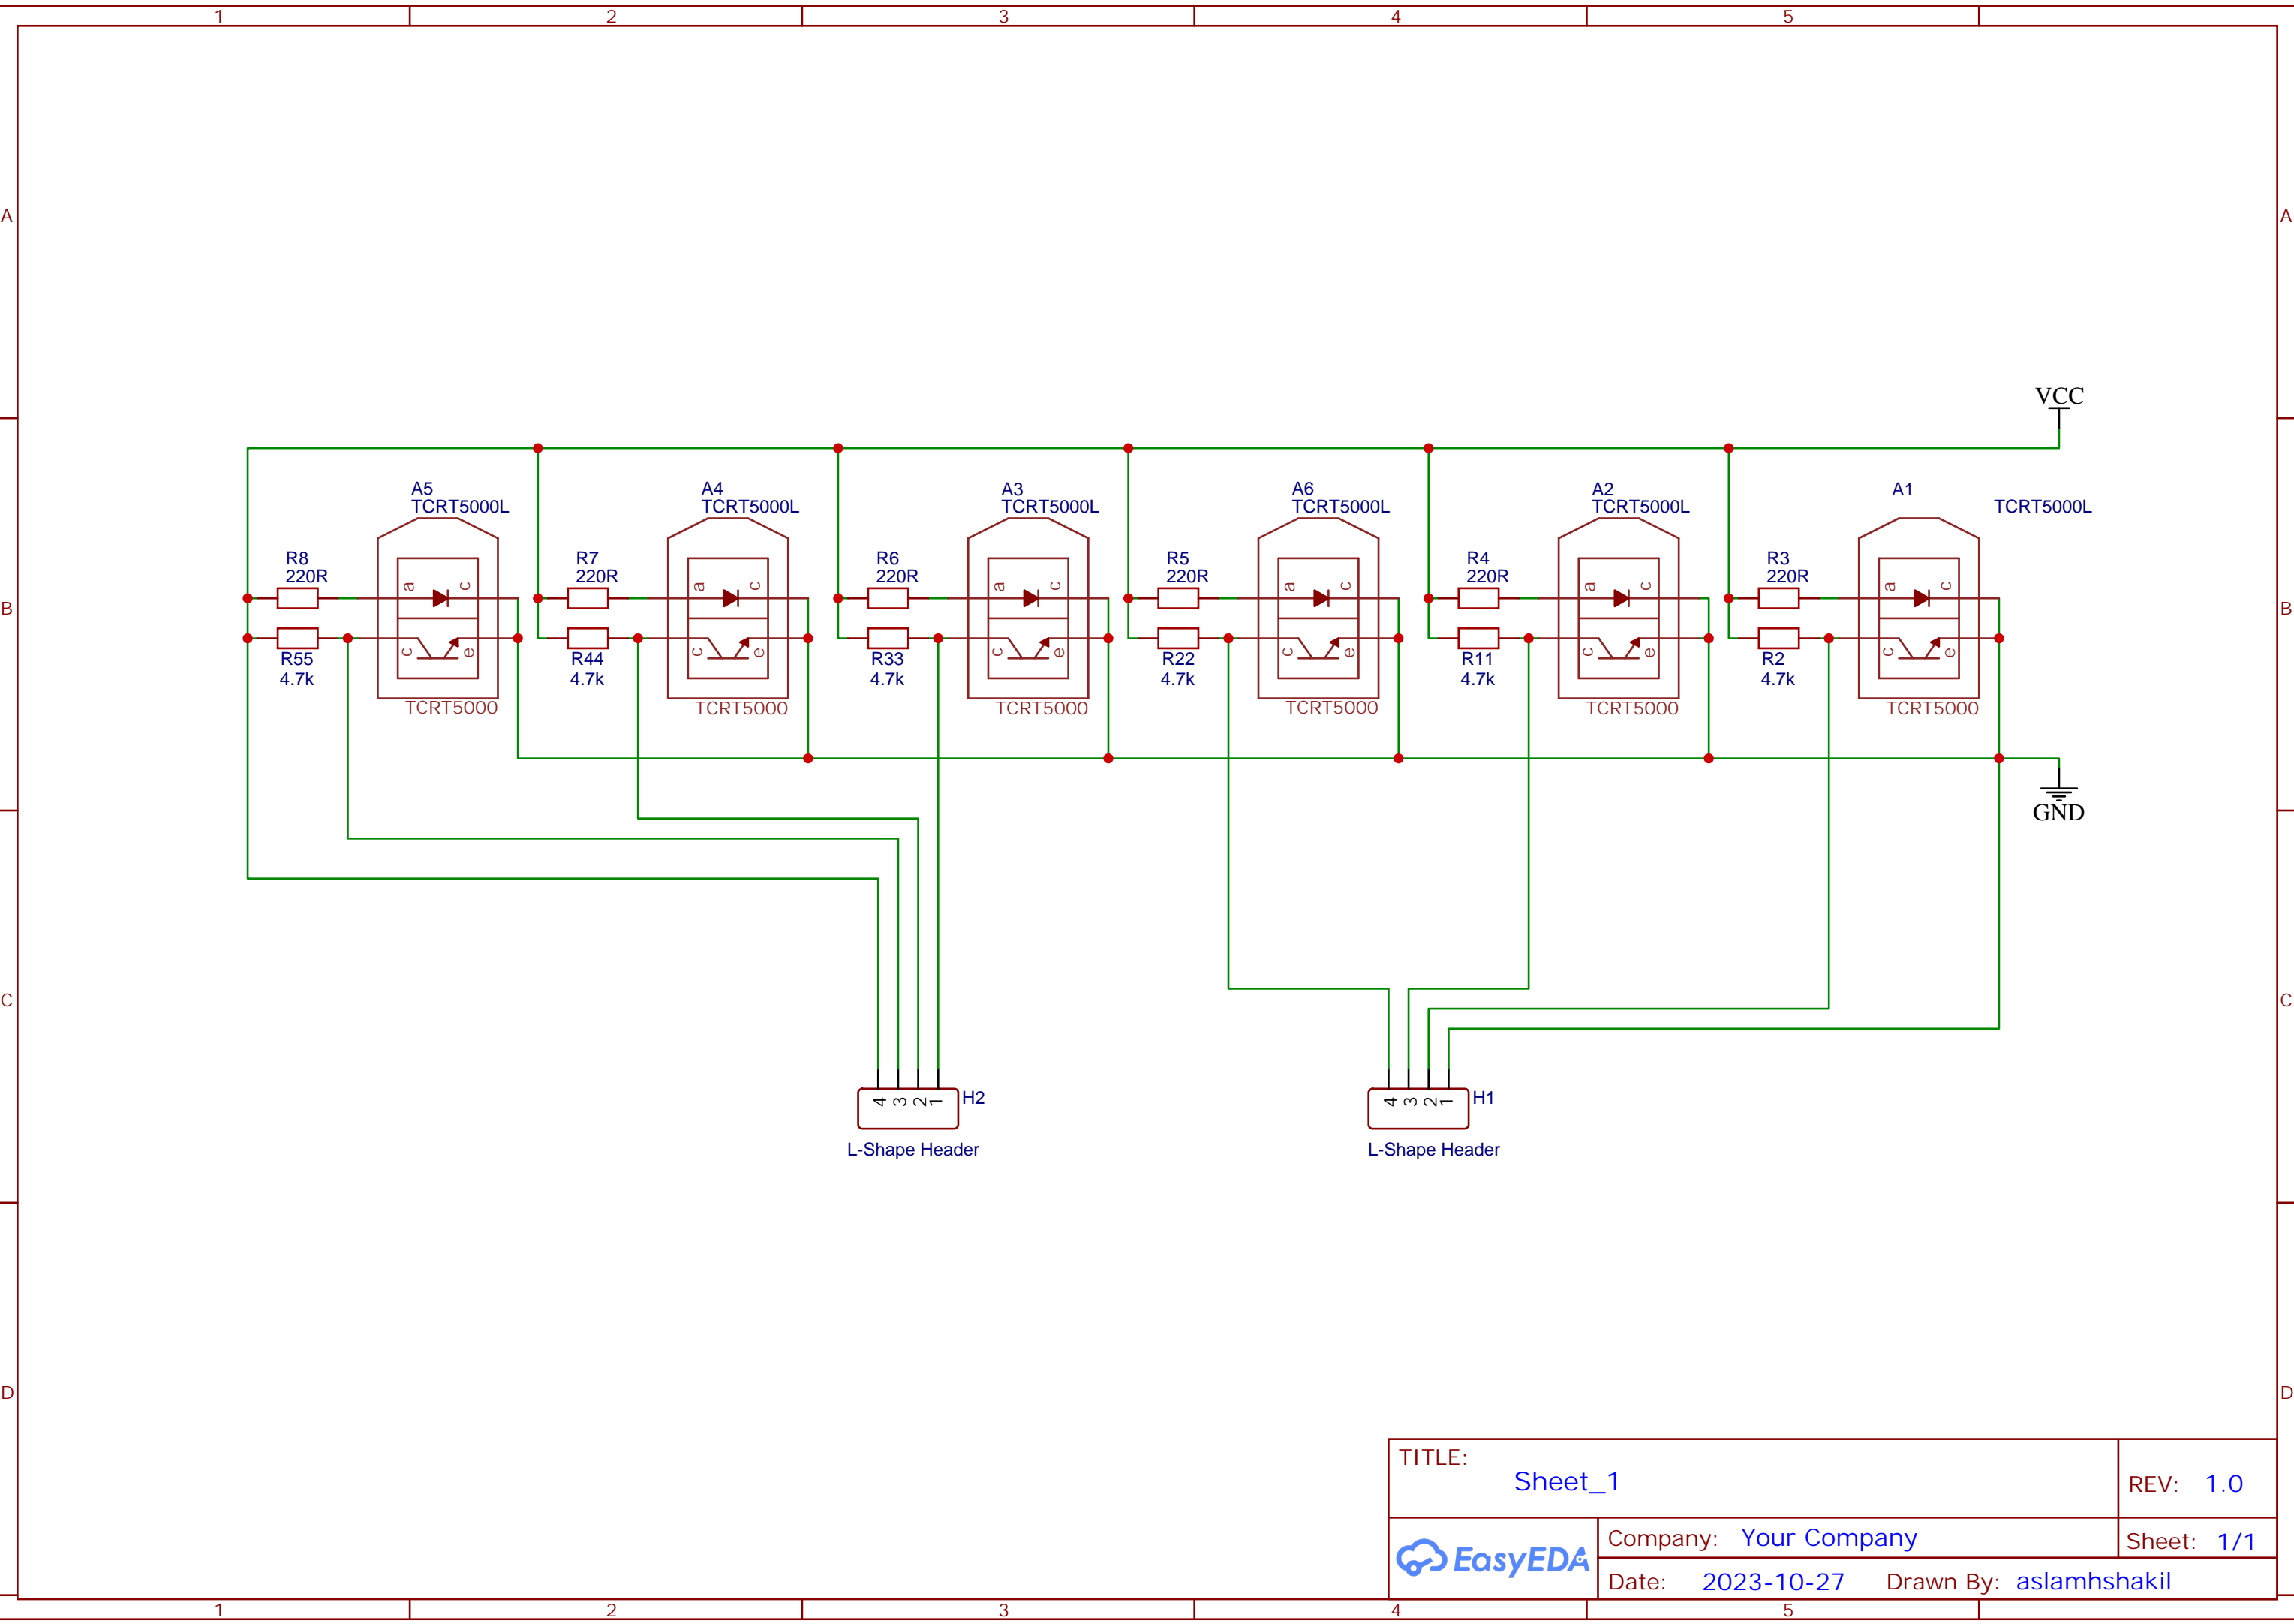 1 2 3 4 5
A A
VCC
A5 A4 A3 A6 A2 A1
TCRT5000L TCRT5000L TCRT5000L TCRT5000L TCRT5000L TCRT5000L
R8 R7 R6 R5 R4 R3
220R 220R 220R 220R 220R 220R
a c a c a c a c a c a c
B B
c e c e c e c e c e c e
R55 R44 R33 R22 R11 R2
4.7k 4.7k 4.7k 4.7k 4.7k 4.7k
TCRT5000 TCRT5000 TCRT5000 TCRT5000 TCRT5000 TCRT5000
GND
C C
4 3 2 1 H2 4 3 2 1 H1
L-Shape Header L-Shape Header
D D
TITLE:
Sheet_1
REV: 1.0
EasyEDA
Company: Your Company
Sheet: 1/1
Date: 2023-10-27 Drawn By: aslamhshakil
1 2 3 4 5